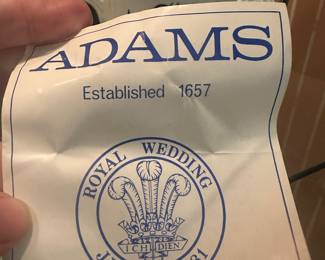 ADAMS
Established 1657
ROYAL WEDDING
ICH DIEN